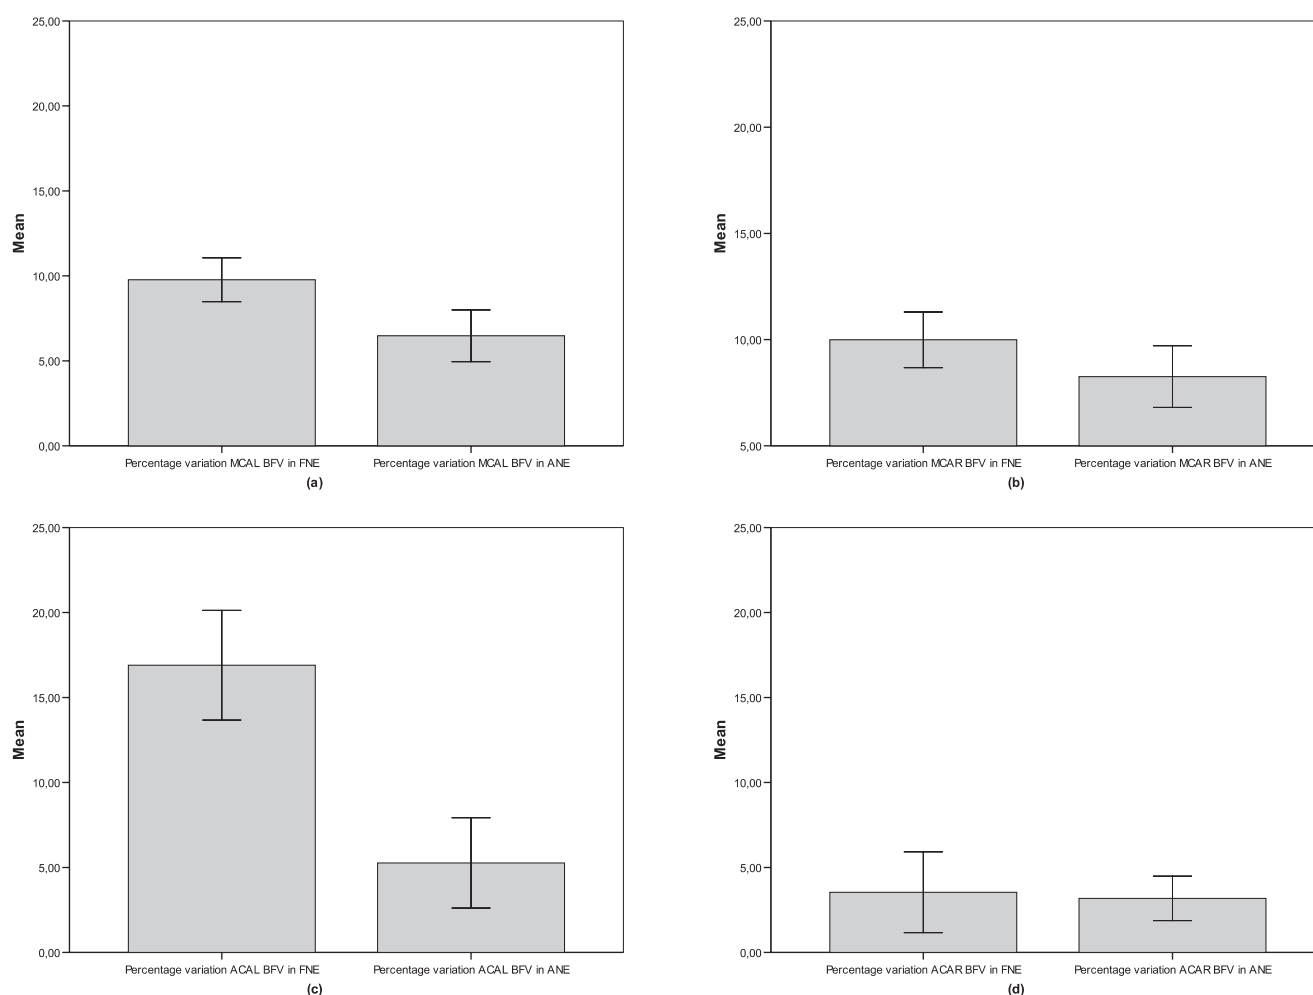 25,00
20,00
15,00
10,00
5,00
0,00
Mean
Percentage variation MCAL BFV in FNE
Percentage variation MCAL BFV in ANE
(a)
25,00
20,00
15,00
10,00
5,00
Mean
Percentage variation MCAR BFV in FNE
Percentage variation MCAR BFV in ANE
(b)
25,00
20,00
15,00
10,00
5,00
0,00
Mean
Percentage variation ACAL BFV in FNE
Percentage variation ACAL BFV in ANE
(c)
25,00
20,00
15,00
10,00
5,00
0,00
Mean
Percentage variation ACAR BFV in FNE
Percentage variation ACAR BFV in ANE
(d)